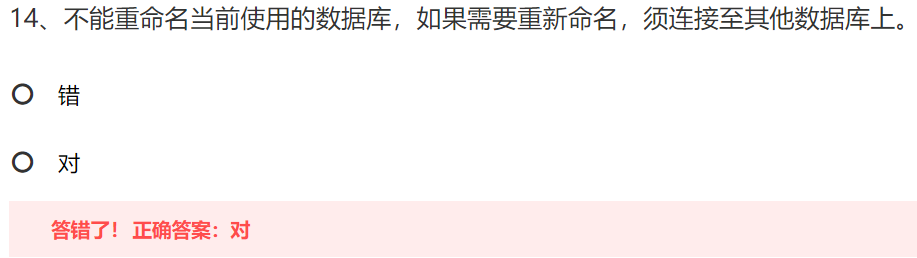 14、不能重命名当前使用的数据库，如果需要重新命名，须连接至其他数据库上。
错
对
答错了！正确答案：对